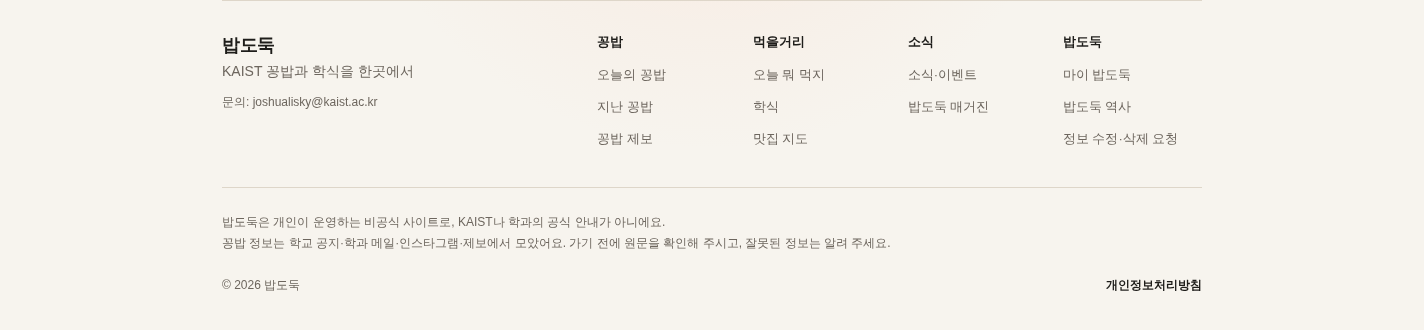 밥도둑
KAIST 꽁밥과 학식을 한곳에서
문의: joshualisky@kaist.ac.kr
꽁밥
오늘의 꽁밥
지난 꽁밥
꽁밥 제보
먹을거리
오늘 뭐 먹지
학식
맛집 지도
소식
소식·이벤트
밥도둑 매거진
밥도둑
마이 밥도둑
밥도둑 역사
정보 수정·삭제 요청
밥도둑은 개인이 운영하는 비공식 사이트로, KAIST나 학과의 공식 안내가 아니에요.
꽁밥 정보는 학교 공지·학과 메일·인스타그램·제보에서 모았어요. 가기 전에 원문을 확인해 주시고, 잘못된 정보는 알려 주세요.
© 2026 밥도둑
개인정보처리방침